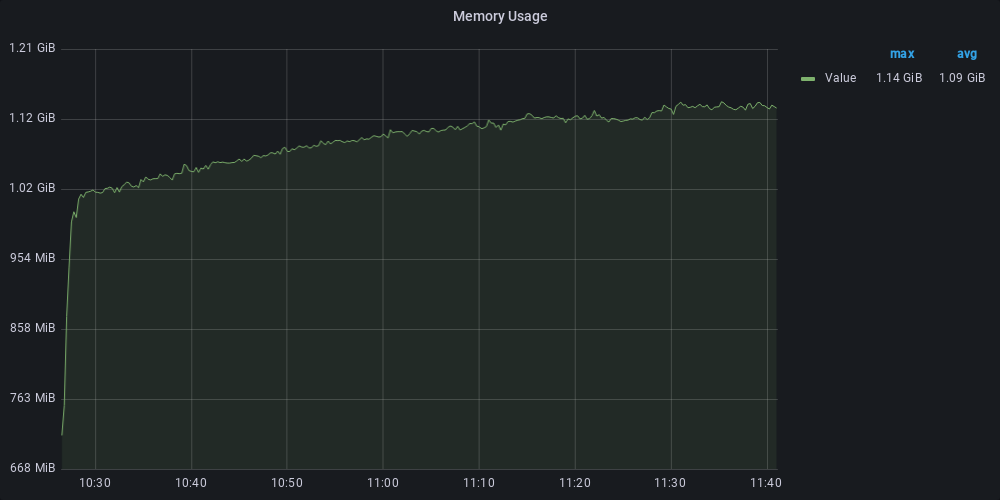 Memory Usage
1.21 GiB
1.12 GiB
1.02 GiB
954 MiB
858 MiB
763 MiB
668 MiB
10:30 10:40 10:50 11:00 11:10 11:20 11:30 11:40
max avg
Value 1.14 GiB 1.09 GiB